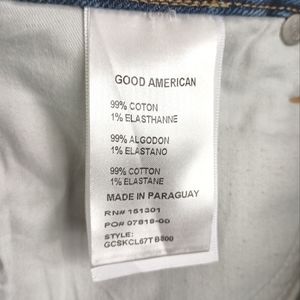 GOOD AMERICAN
99% COTON
1% ELASTHANNE
99% ALGODON
1% ELASTANO
99% COTTON
1% ELASTANE
MADE IN PARAGUAY
RN# 151301
PO# 07818-00
STYLE:
GCSKCL67T B800